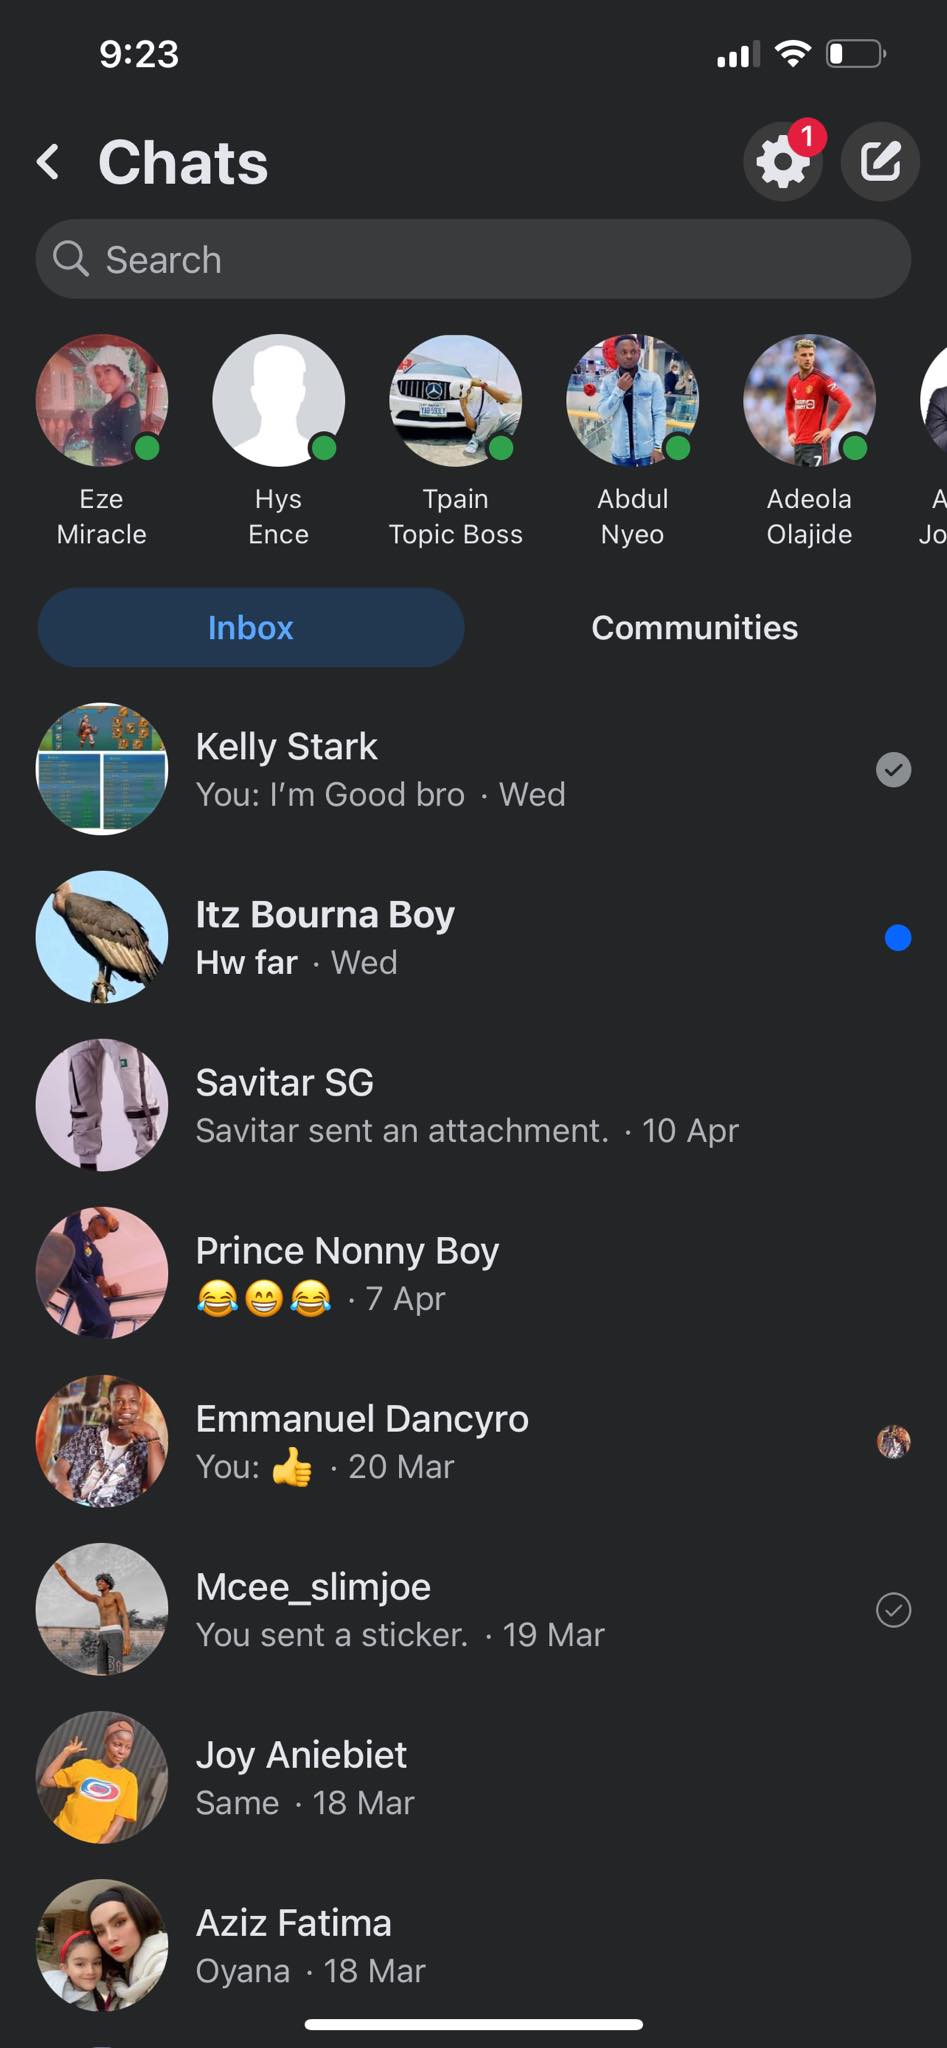 9:23
Chats
1
Search
Eze
Miracle
Hys
Ence
Tpain
Topic Boss
Abdul
Nyeo
Adeola
Olajide
A
Jo
Inbox
Communities
Kelly Stark
You: I’m Good bro · Wed
Itz Bourna Boy
Hw far · Wed
Savitar SG
Savitar sent an attachment. · 10 Apr
Prince Nonny Boy
😂😁😂 · 7 Apr
Emmanuel Dancyro
You: 👍 · 20 Mar
Mcee_slimjoe
You sent a sticker. · 19 Mar
Joy Aniebiet
Same · 18 Mar
Aziz Fatima
Oyana · 18 Mar